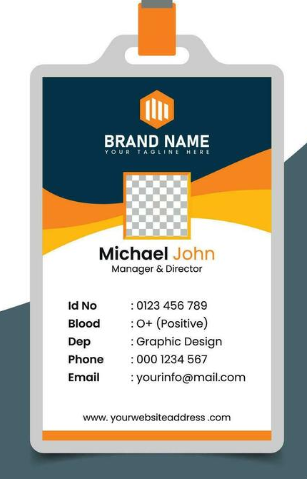 BRAND NAME
YOUR TAGLINE HERE
Michael John
Manager & Director
Id No : 0123 456 789
Blood : O+ (Positive)
Dep : Graphic Design
Phone : 000 1234 567
Email : yourinfo@mail.com
www. yourwebsiteaddress .com